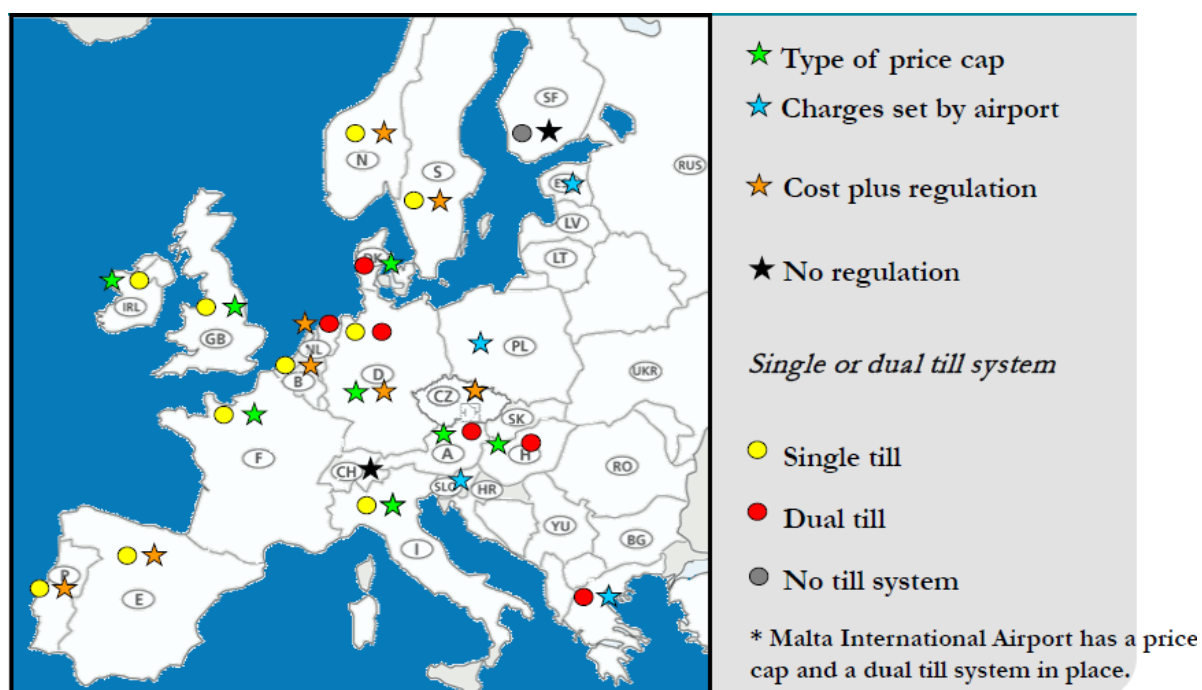 SF
RUS
N
S
ES
LV
DK
LT
IRL
GB
NL
PL
B
D
UKR
CZ
SK
F
A
H
CH
RO
SLO
HR
I
YU
BG
P
E
Type of price cap
Charges set by airport
Cost plus regulation
No regulation
Single or dual till system
Single till
Dual till
No till system
* Malta International Airport has a price
cap and a dual till system in place.